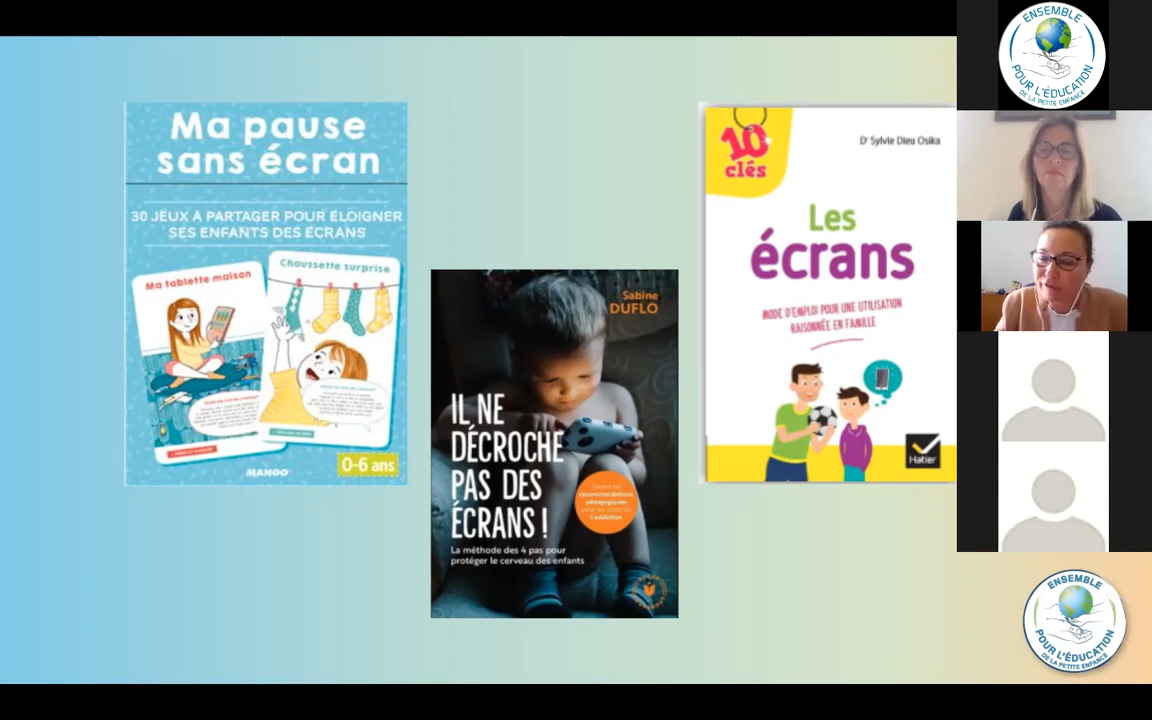 Ma pause
sans écran
30 JEUX A PARTAGER POUR ÉLOIGNER
SES ENFANTS DES ÉCRANS
Ma tablette maison
Chaussette surprise
MANGO
0-6 ans
Sabine
DUFLO
IL NE
DÉCROCHE
PAS DES
ÉCRANS !
recommandations
pédagogiques
La méthode des 4 pas pour
protéger le cerveau des enfants
10
clés
Dr Sylvie Dieu Osika
Les
écrans
MODE D'EMPLOI POUR UNE UTILISATION
RAISONNÉE EN FAMILLE
Hatier
ENSEMBLE
POUR L'ÉDUCATION
DE LA PETITE ENFANCE
ENSEMBLE
POUR L'ÉDUCATION
DE LA PETITE ENFANCE